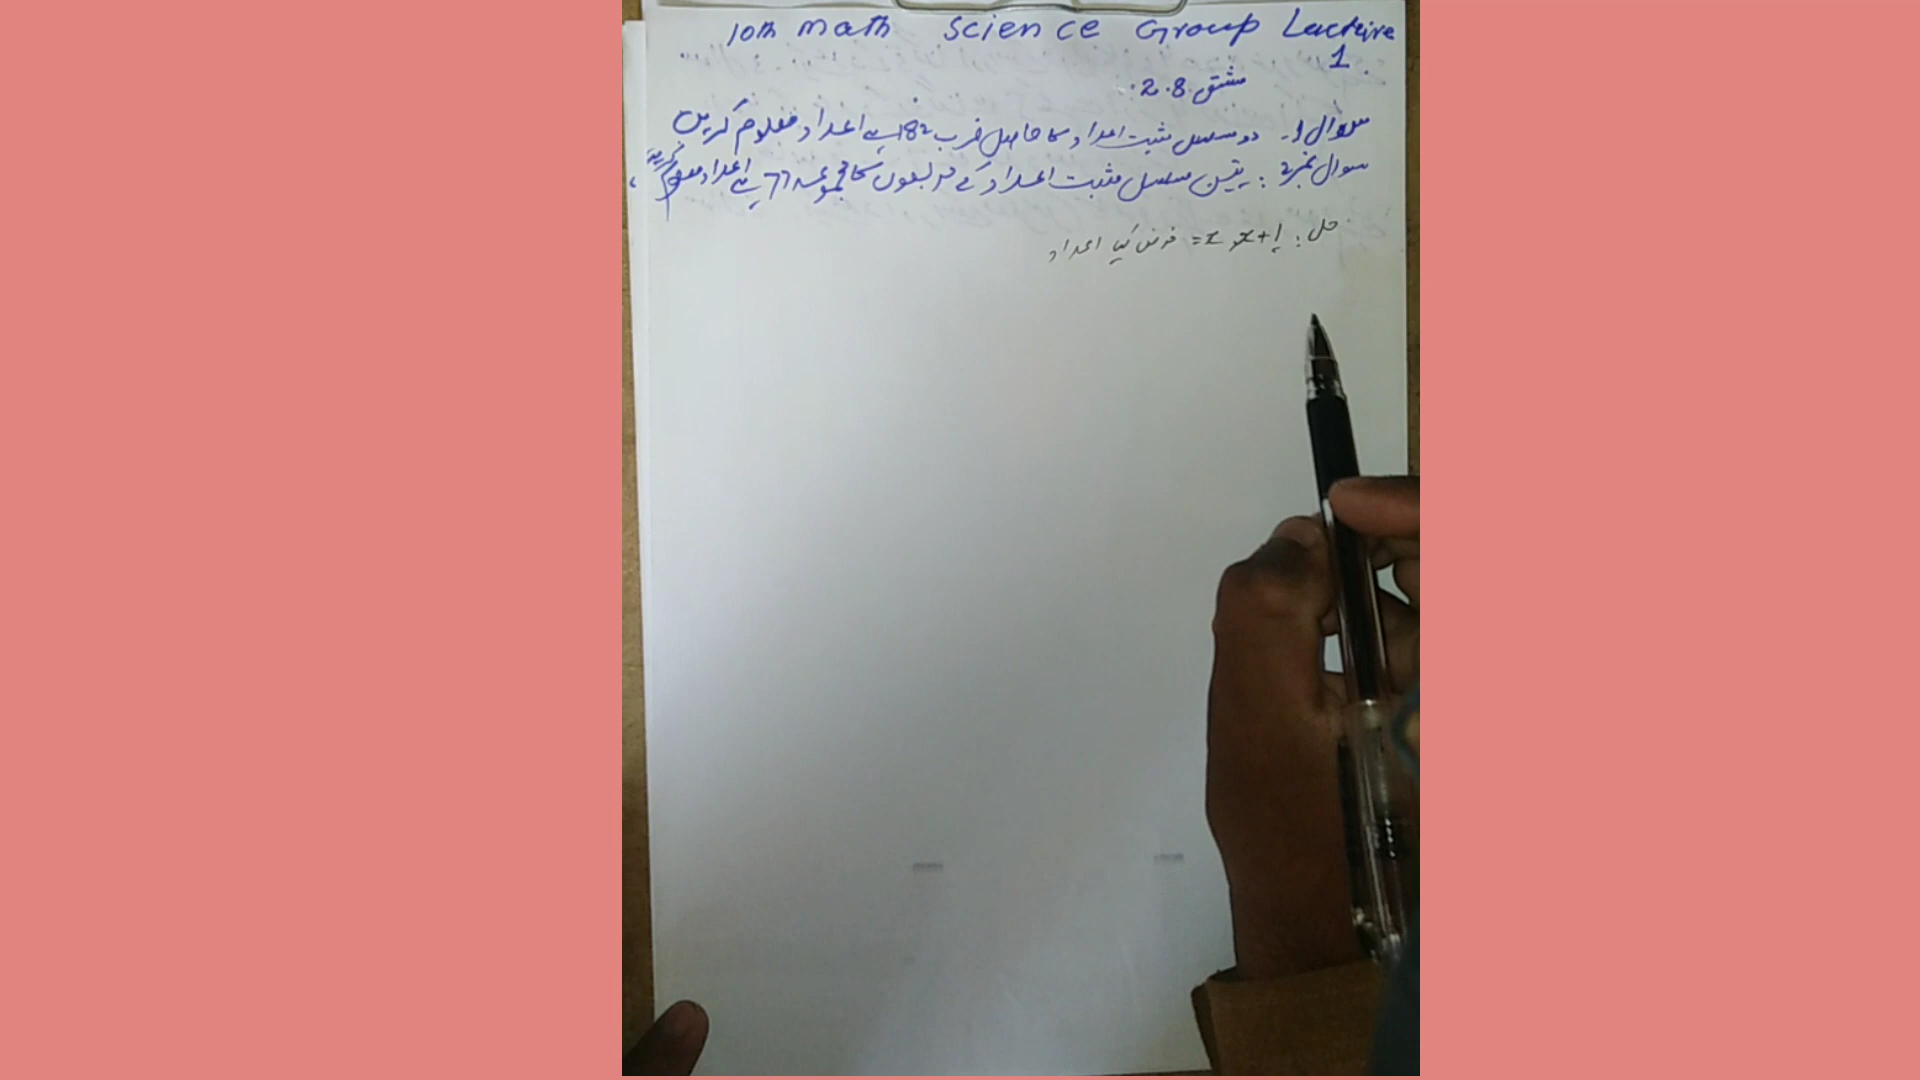 10th math Science Group Lacteire
1
مشق 2.8
سوال 1۔ دو مسلسل مثبت اعداد کا حاصل ضرب 182 ہے اعداد معلوم کریں
سوال نمبر 2: تین مسلسل مثبت اعداد کے مربعوں کا مجموعہ 77 ہے اعداد معلوم کریں
حل: فرض کیا اعداد = x, x+1